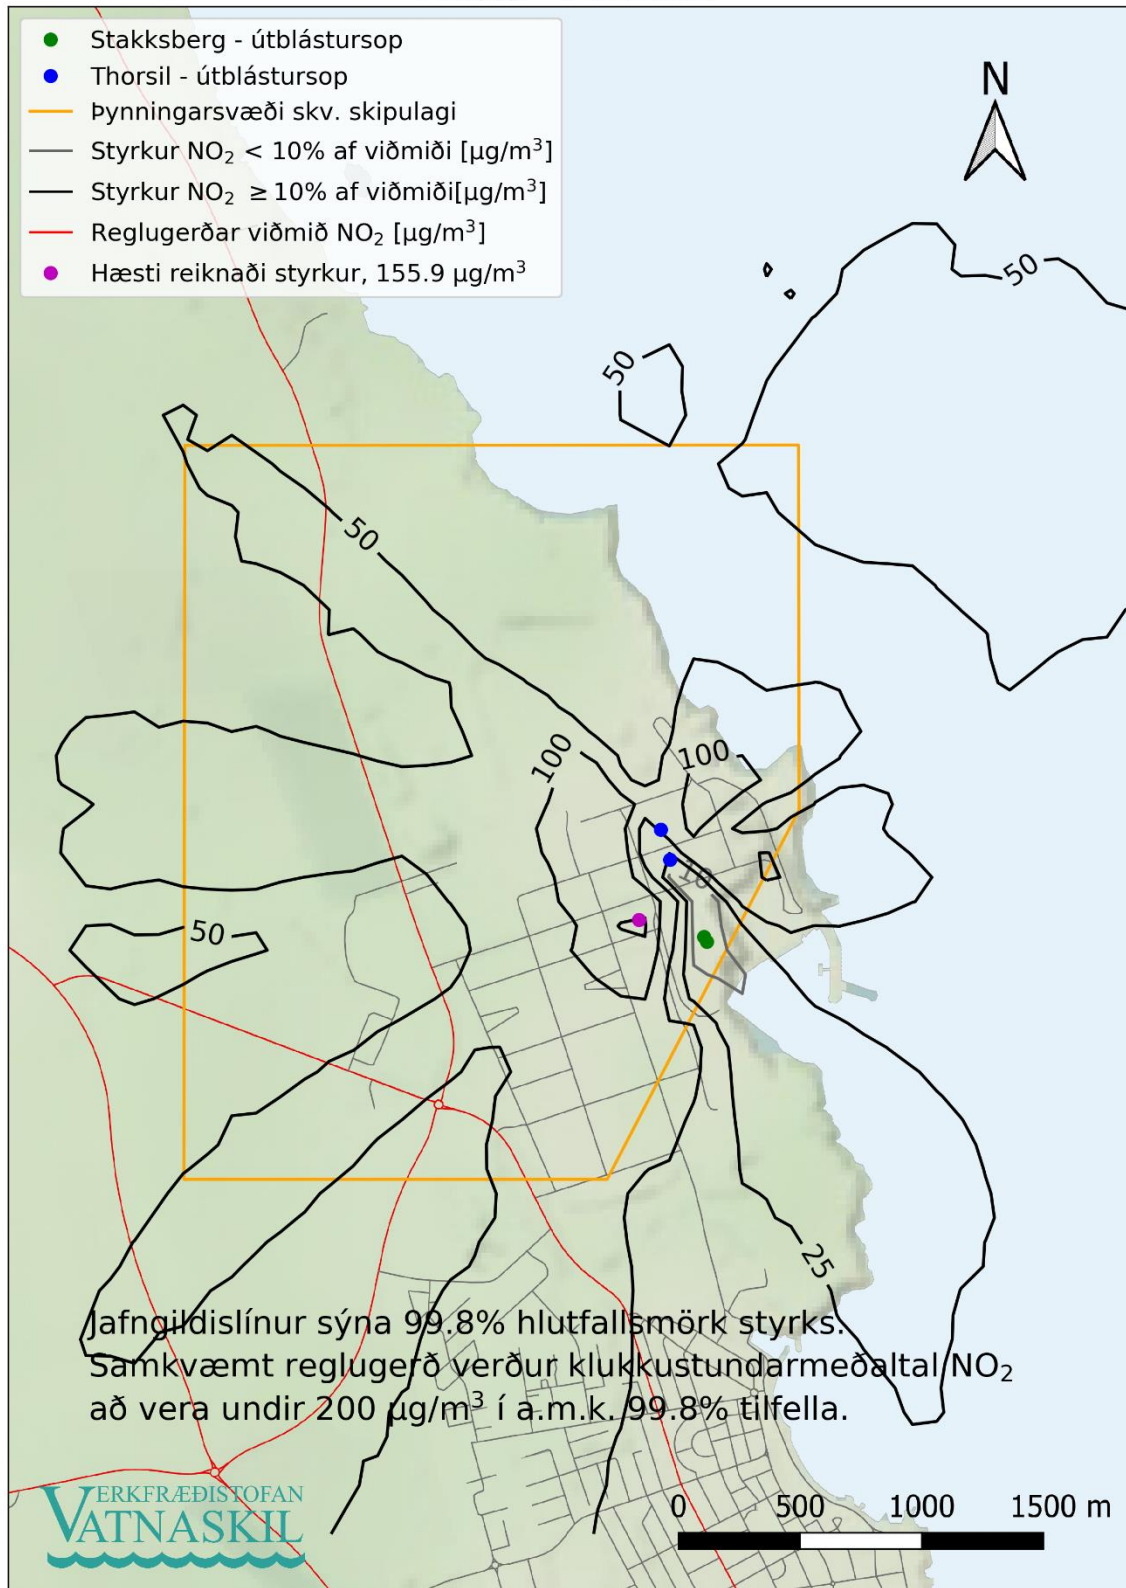 Stakksberg - útblástursop
Thorsil - útblástursop
Þynningarsvæði skv. skipulagi
Styrkur NO₂ < 10% af viðmiði [µg/m³]
Styrkur NO₂ ≥10% af viðmiði[µg/m³]
Reglugerðar viðmið NO₂ [µg/m³]
Hæsti reiknaði styrkur, 155.9 µg/m³
N
50
50
50
100
100
10
50
25
Jafngildislínur sýna 99.8% hlutfallsmörk styrks.
Samkvæmt reglugerð verður klukkustundarmeðaltal NO₂
að vera undir 200 µg/m³ í a.m.k. 99.8% tilfella.
VERKFRÆÐISTOFAN
VATNASKIL
0 500 1000 1500 m